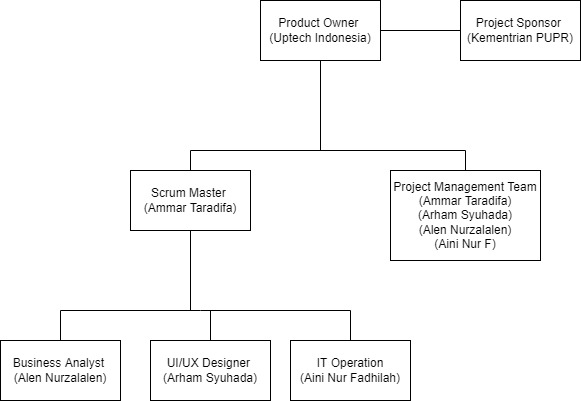 Product Owner
(Uptech Indonesia)
Project Sponsor
(Kementrian PUPR)
Scrum Master
(Ammar Taradifa)
Project Management Team
(Ammar Taradifa)
(Arham Syuhada)
(Alen Nurzalalen)
(Aini Nur F)
Business Analyst
(Alen Nurzalalen)
UI/UX Designer
(Arham Syuhada)
IT Operation
(Aini Nur Fadhilah)